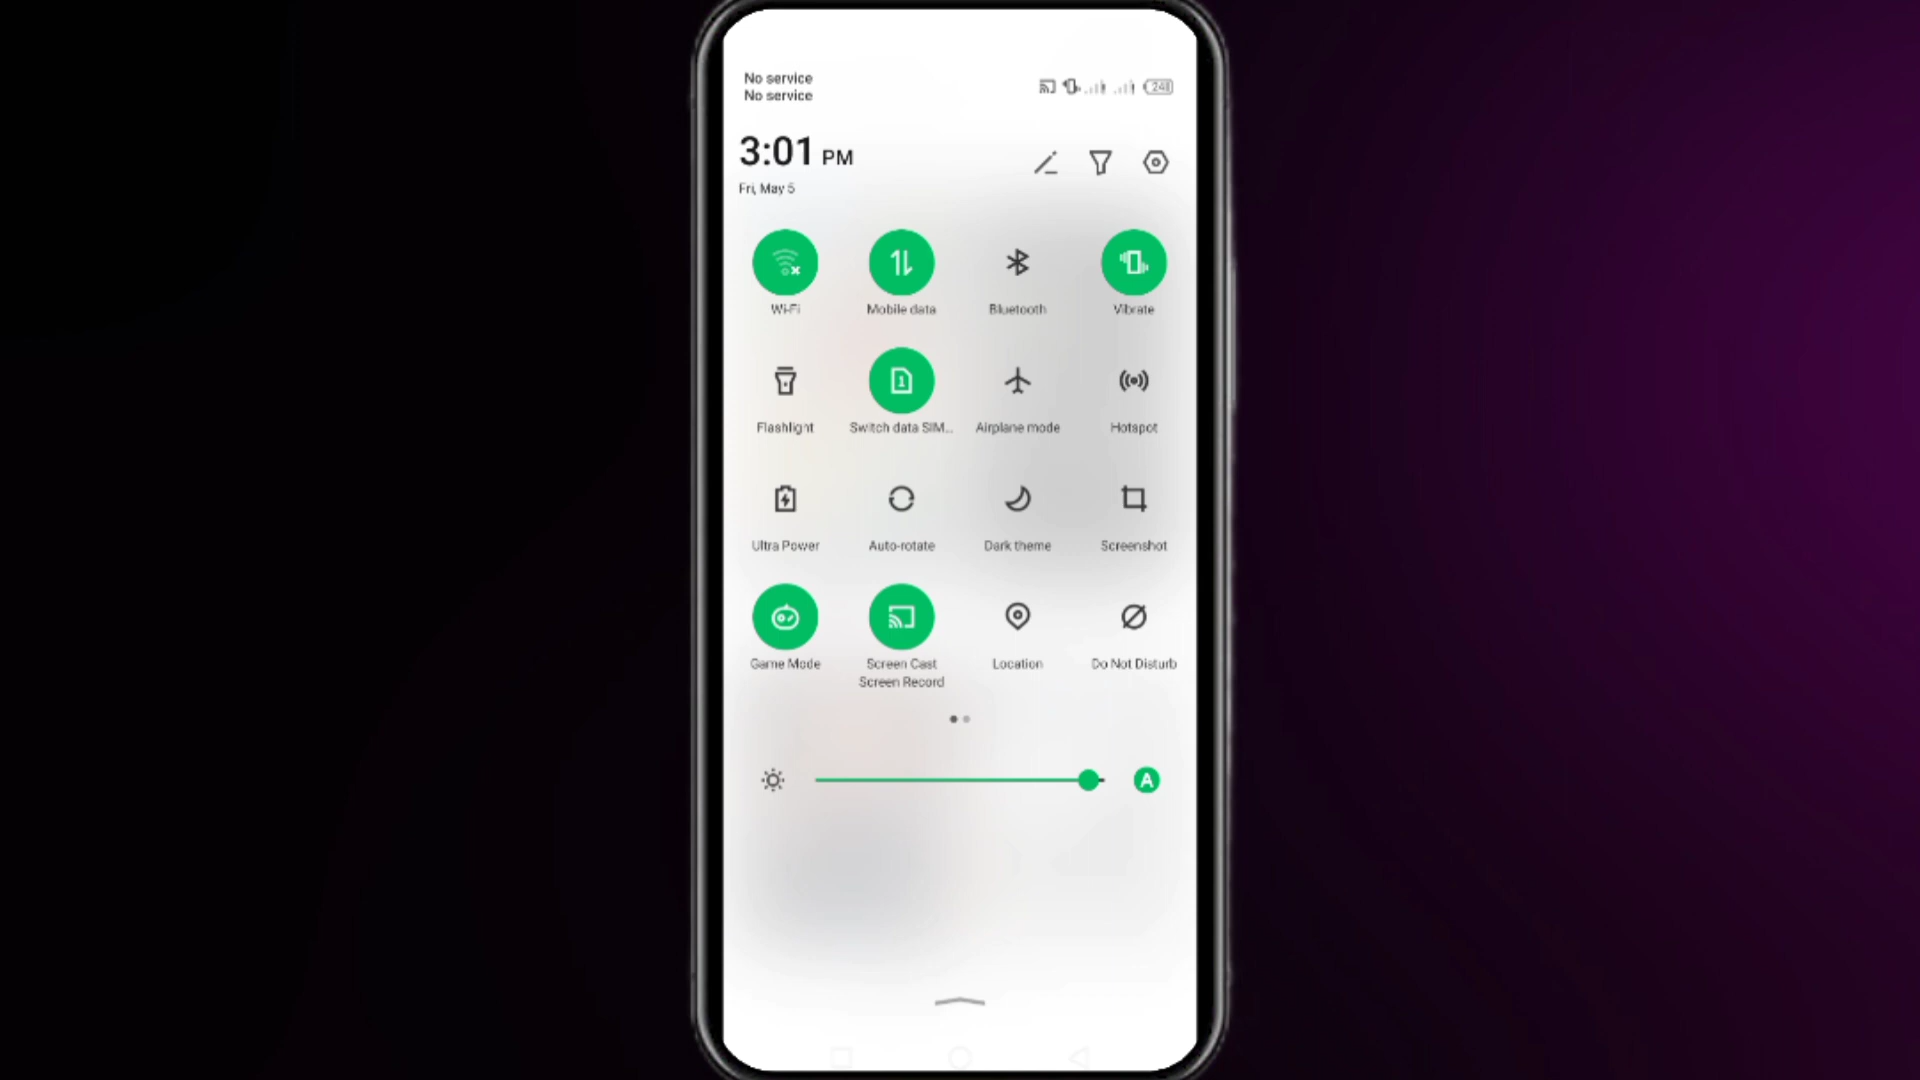 No service
No service
3:01 PM
Fri, May 5
Wi-Fi
Mobile data
Bluetooth
Vibrate
Flashlight
Switch data SIM...
Airplane mode
Hotspot
Ultra Power
Auto-rotate
Dark theme
Screenshot
Game Mode
Screen Cast
Screen Record
Location
Do Not Disturb
A